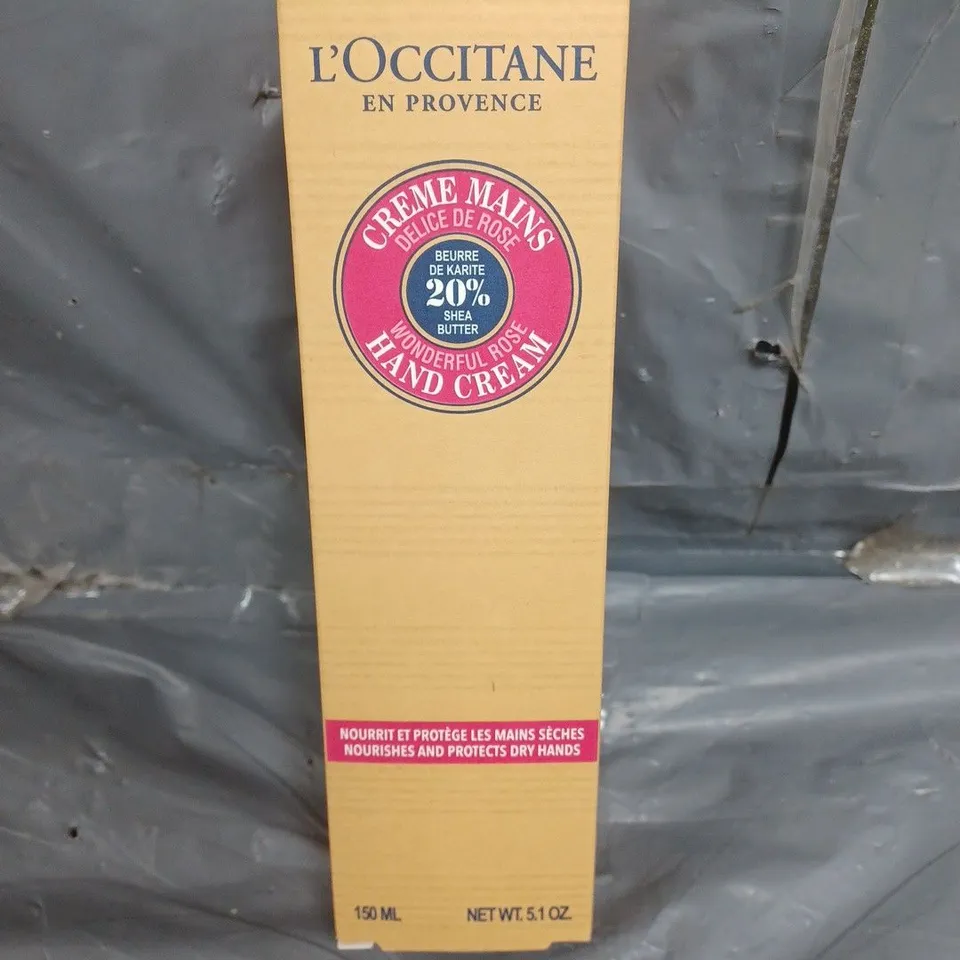 L'OCCITANE
EN PROVENCE
CREME MAINS
DELICE DE ROSE
BEURRE
DE KARITE
20%
SHEA
BUTTER
WONDERFUL ROSE
HAND CREAM
NOURRIT ET PROTÈGE LES MAINS SÈCHES
NOURISHES AND PROTECTS DRY HANDS
150 ML NET WT. 5.1 OZ.